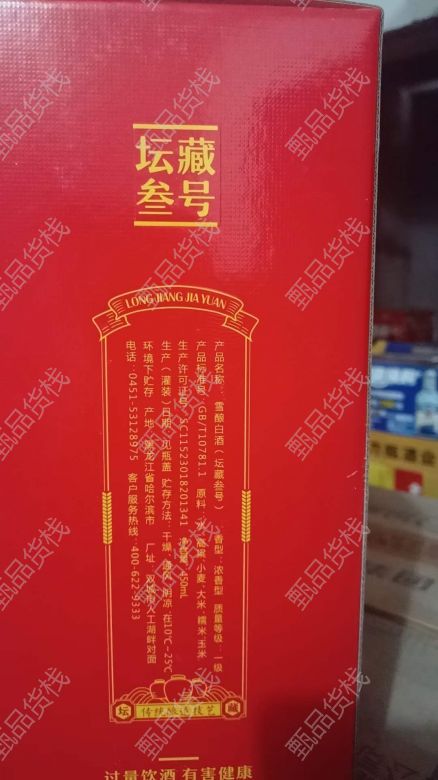 坛藏
叁号
LONG JIANG JIA YUAN
产品名称：雪酿白酒（坛藏叁号） 香型：浓香型 质量等级：一级
产品标准号：GB/T10781.1 原料：水 高粱 小麦 大米 糯米 玉米
生产许可证号：SC11523018201341 450mL
生产（灌装）日期：见瓶盖 贮存方法：干燥 通风 阴凉 在10℃-25℃
环境下贮存 产地：黑龙江省哈尔滨市 厂址：双城市人工湖畔对面
电话：0451-53128975 客户服务热线：400-622-9333
坛 传统酿造技艺 藏
过量饮酒 有害健康
甄品货栈